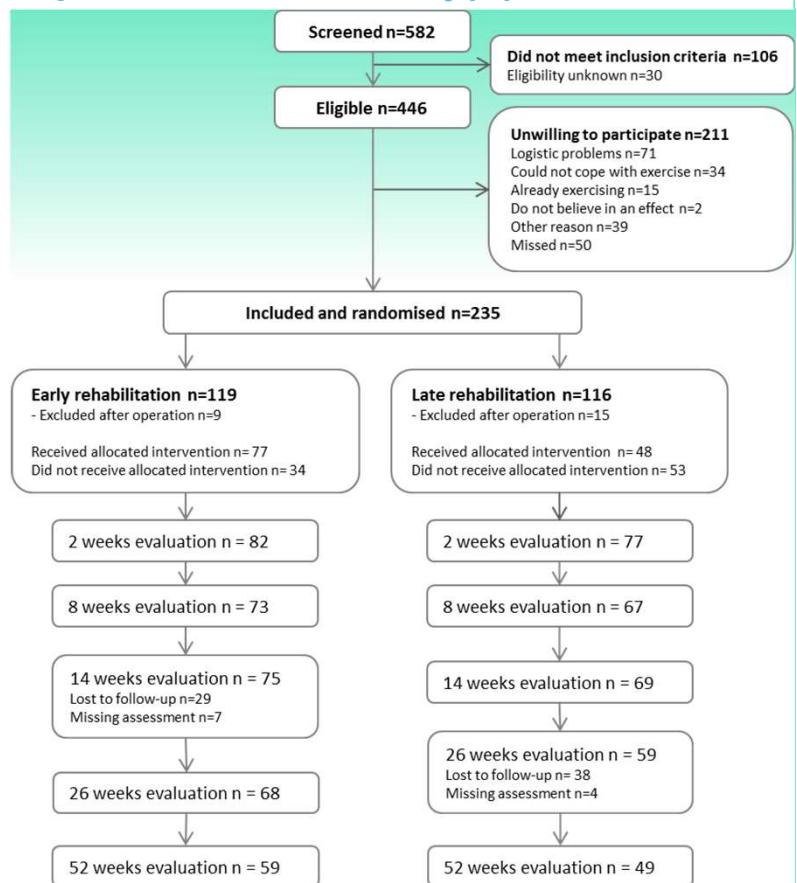 Screened n=582
Did not meet inclusion criteria n=106
Eligibility unknown n=30
Eligible n=446
Unwilling to participate n=211
Logistic problems n=71
Could not cope with exercise n=34
Already exercising n=15
Do not believe in an effect n=2
Other reason n=39
Missed n=50
Included and randomised n=235
Early rehabilitation n=119
- Excluded after operation n=9
Received allocated intervention n= 77
Did not receive allocated intervention n= 34
Late rehabilitation n=116
- Excluded after operation n=15
Received allocated intervention n= 48
Did not receive allocated intervention n= 53
2 weeks evaluation n = 82
2 weeks evaluation n = 77
8 weeks evaluation n = 73
8 weeks evaluation n = 67
14 weeks evaluation n = 75
Lost to follow-up n=29
Missing assessment n=7
14 weeks evaluation n = 69
26 weeks evaluation n = 68
26 weeks evaluation n = 59
Lost to follow-up n= 38
Missing assessment n=4
52 weeks evaluation n = 59
52 weeks evaluation n = 49